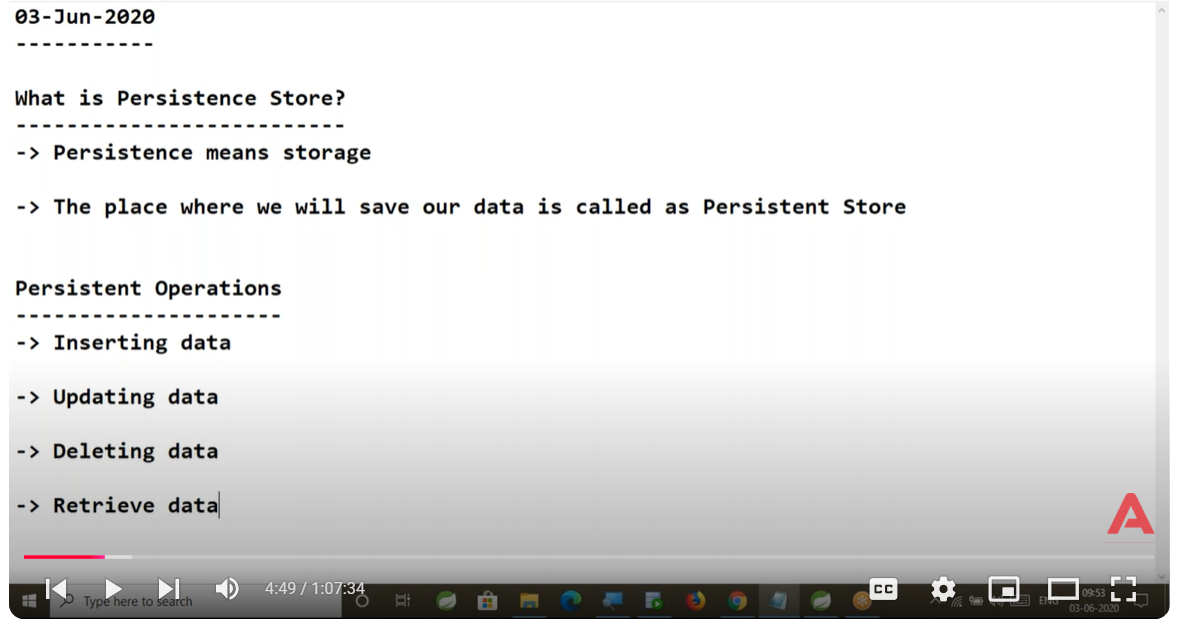 03-Jun-2020
-----------
What is Persistence Store?
--------------------------
-> Persistence means storage
-> The place where we will save our data is called as Persistent Store
Persistent Operations
---------------------
-> Inserting data
-> Updating data
-> Deleting data
-> Retrieve data
A
4:49 / 1:07:34
CC
Type here to search
ENG
09:53
03-06-2020